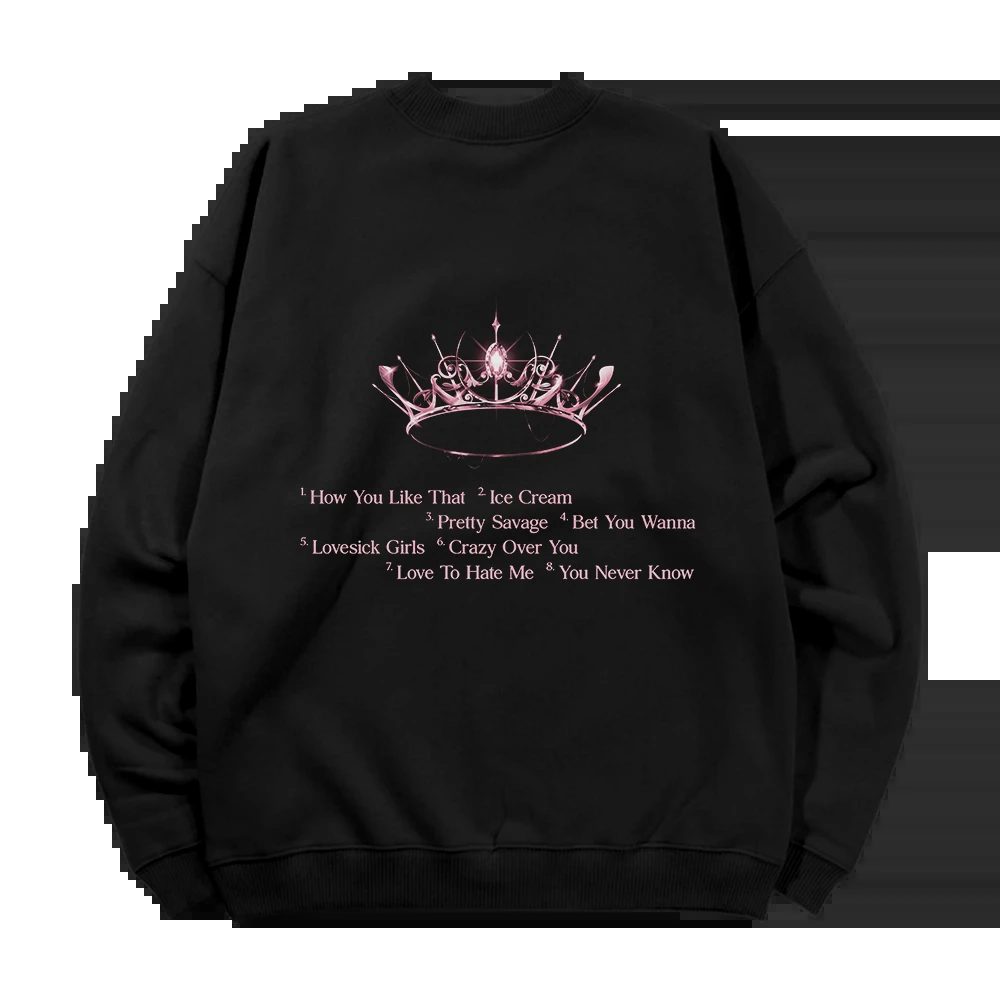 1. How You Like That 2. Ice Cream
3. Pretty Savage 4. Bet You Wanna
5. Lovesick Girls 6. Crazy Over You
7. Love To Hate Me 8. You Never Know